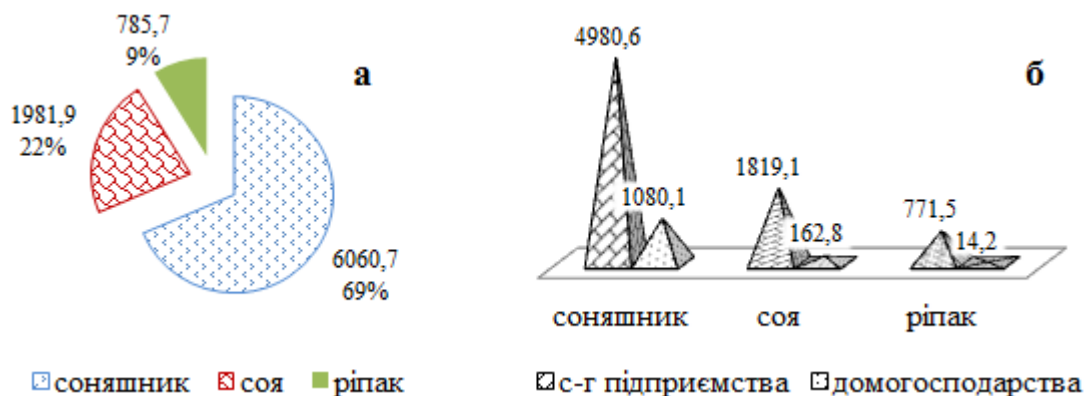 785,7
9%
а
1981,9
22%
6060,7
69%
соняшник соя ріпак
4980,6
б
1080,1
1819,1
162,8
771,5
14,2
соняшник соя ріпак
с-г підприємства домогосподарства